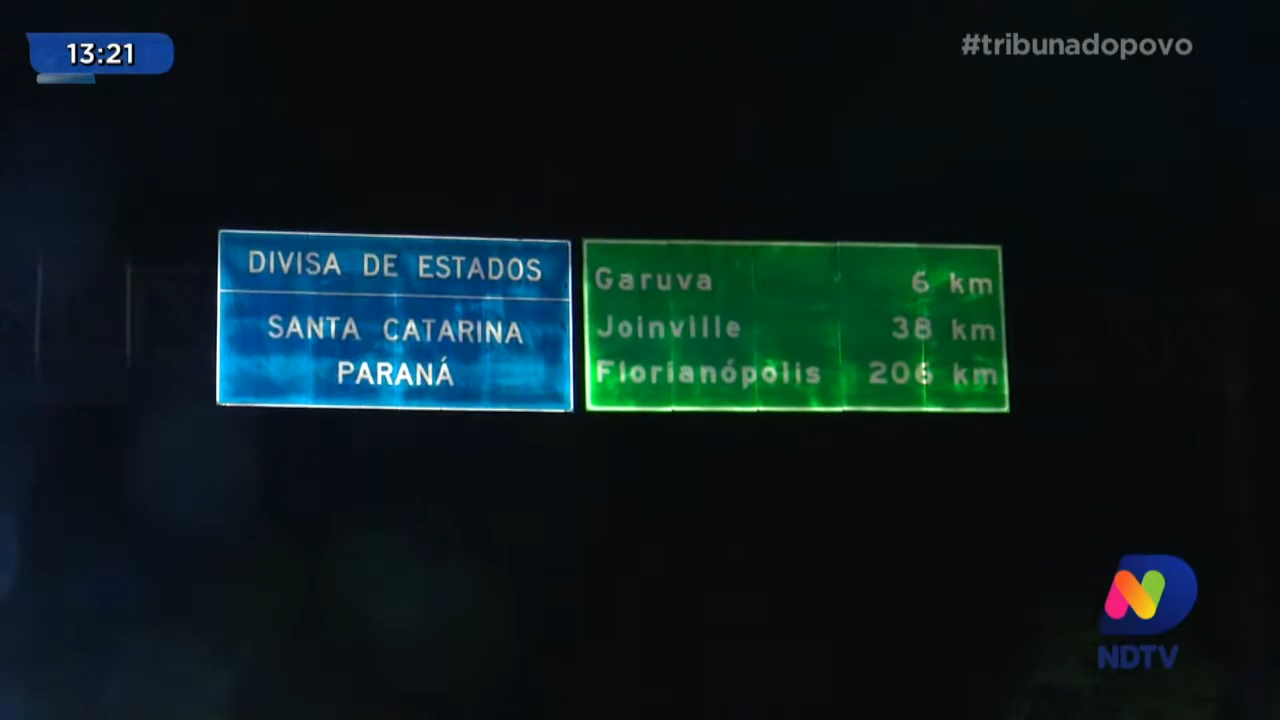 13:21
#tribunadopovo
DIVISA DE ESTADOS
SANTA CATARINA
PARANÁ
Garuva 6 km
Joinville 38 km
Florianópolis 206 km
NDTV